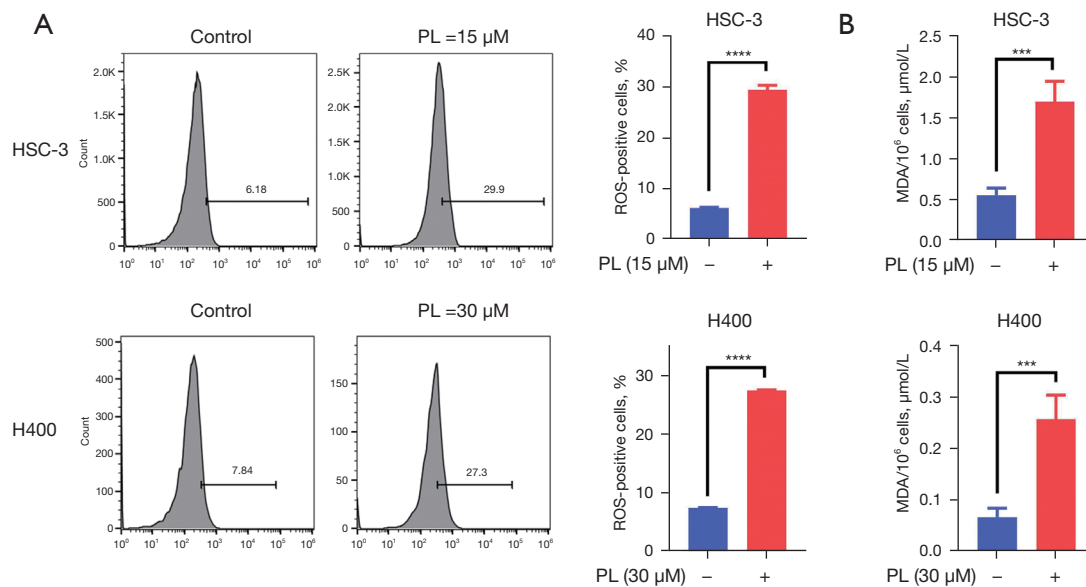 A
B
Control
PL =15 µM
HSC-3
HSC-3
HSC-3
Count
2.0K
1.5K
1.0K
500
0
6.18
10⁰ 10¹ 10² 10³ 10⁴ 10⁵ 10⁶
2.5K
2.0K
1.5K
1.0K
500
0
29.9
10⁰ 10¹ 10² 10³ 10⁴ 10⁵ 10⁶
ROS-positive cells, %
40
30
20
10
0
****
PL (15 µM) – +
MDA/10⁶ cells, µmol/L
2.5
2.0
1.5
1.0
0.5
0.0
***
PL (15 µM) – +
Control
PL =30 µM
H400
H400
H400
Count
500
400
300
200
100
0
7.84
10⁰ 10¹ 10² 10³ 10⁴ 10⁵ 10⁶
150
100
50
0
27.3
10⁰ 10¹ 10² 10³ 10⁴ 10⁵ 10⁶
ROS-positive cells, %
30
20
10
0
****
PL (30 µM) – +
MDA/10⁶ cells, µmol/L
0.4
0.3
0.2
0.1
0.0
***
PL (30 µM) – +